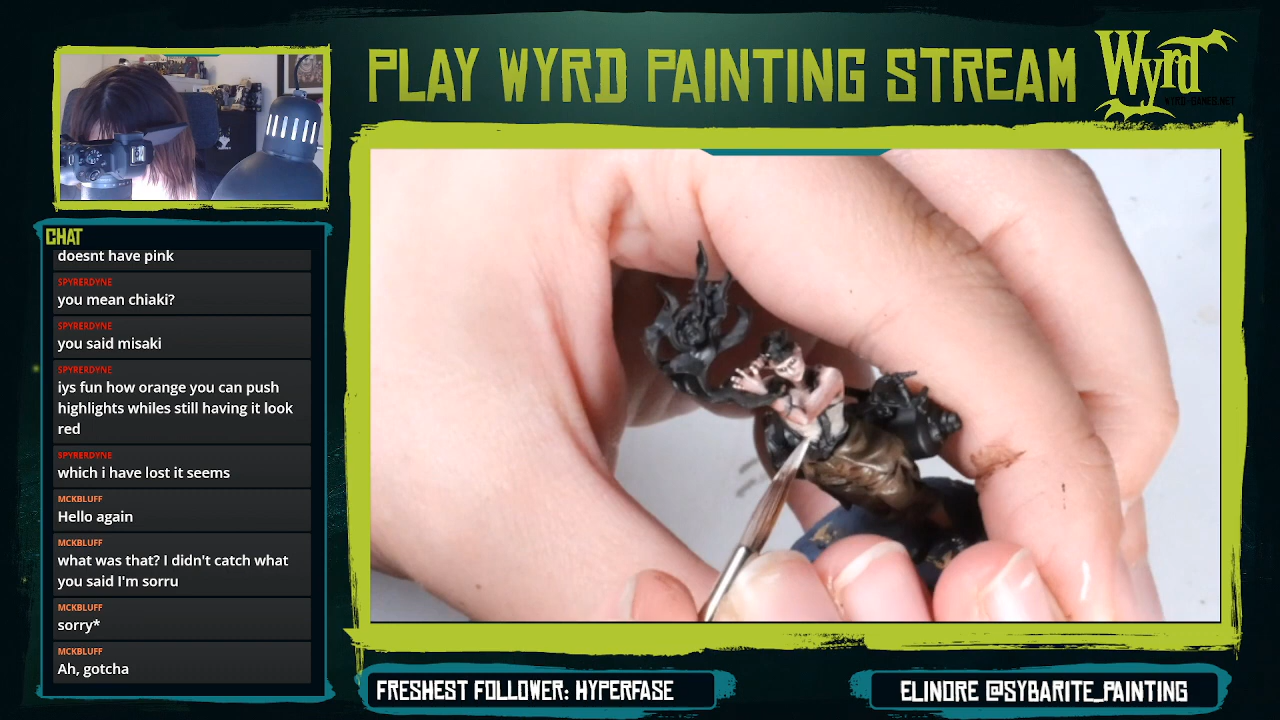 PLAY WYRD PAINTING STREAM
Wyrd
WYRD-GAMES.NET
CHAT
doesnt have pink
SPYRERDYNE
you mean chiaki?
SPYRERDYNE
you said misaki
SPYRERDYNE
iys fun how orange you can push
highlights whiles still having it look
red
SPYRERDYNE
which i have lost it seems
MCKBLUFF
Hello again
MCKBLUFF
what was that? I didn't catch what
you said I'm sorru
MCKBLUFF
sorry*
MCKBLUFF
Ah, gotcha
FRESHEST FOLLOWER: HYPERFASE
ELINORE @SYBARITE_PAINTING